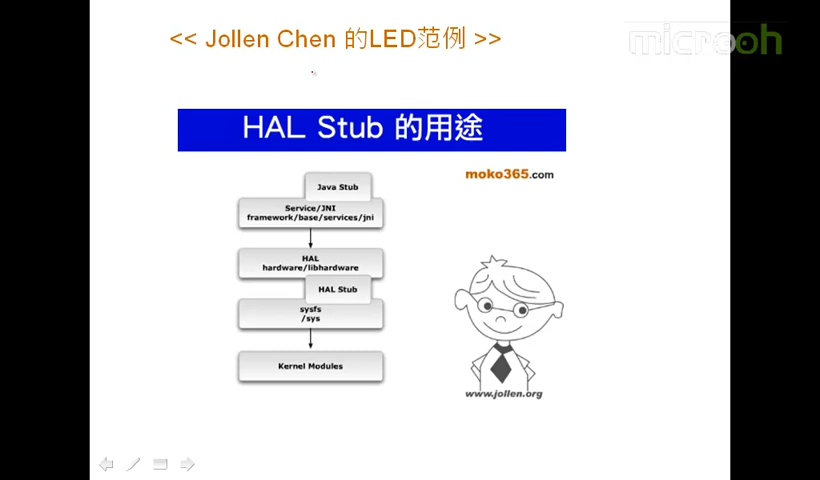 << Jollen Chen 的LED范例 >>
microoh
HAL Stub 的用途
moko365.com
Java Stub
Service/JNI
framework/base/services/jni
HAL
hardware/libhardware
HAL Stub
sysfs
/sys
Kernel Modules
www.jollen.org